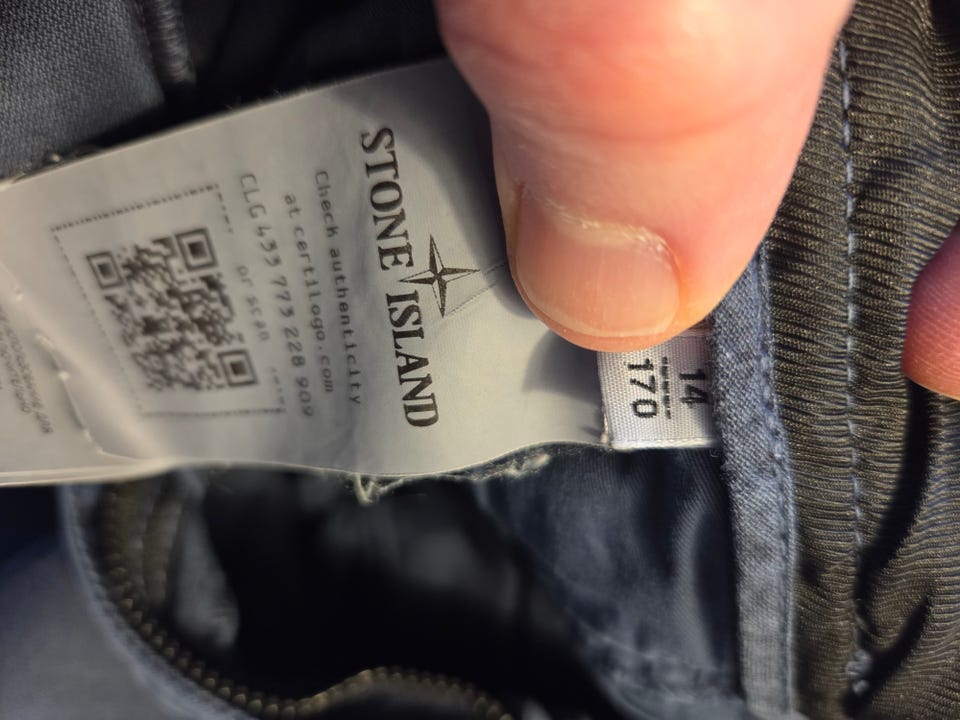 STONE ISLAND
Check authenticity
at certilogo.com
CLG 433 773 228 909
or scan
14
170